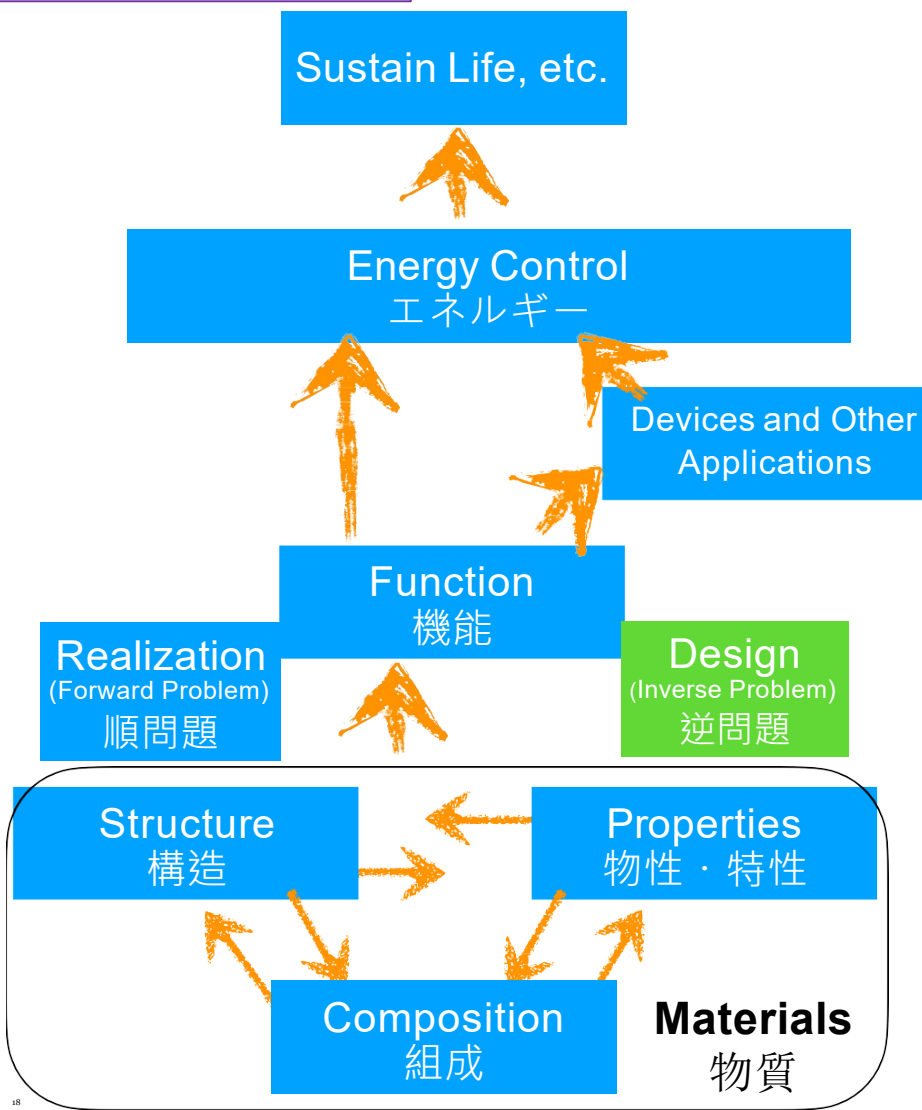 Sustain Life, etc.
Energy Control
エネルギー
Devices and Other
Applications
Function
機能
Realization
(Forward Problem)
順問題
Design
(Inverse Problem)
逆問題
Structure
構造
Properties
物性・特性
Composition
組成
Materials
物質
18